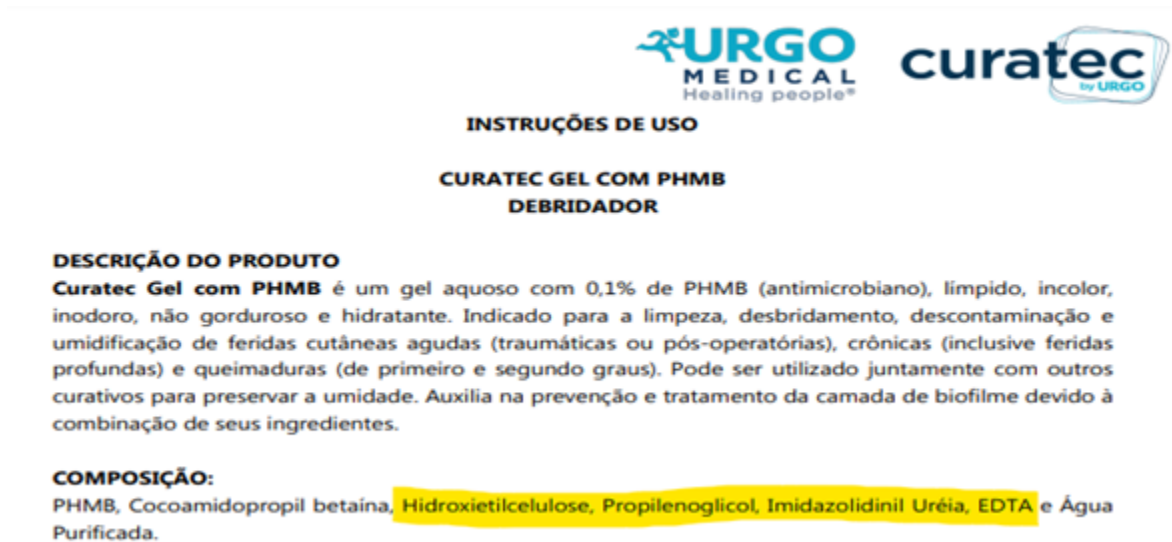 URGO
MEDICAL
Healing people®
curatec
by URGO
INSTRUÇÕES DE USO
CURATEC GEL COM PHMB
DEBRIDADOR
DESCRIÇÃO DO PRODUTO
Curatec Gel com PHMB é um gel aquoso com 0,1% de PHMB (antimicrobiano), límpido, incolor,
inodoro, não gorduroso e hidratante. Indicado para a limpeza, desbridamento, descontaminação e
umidificação de feridas cutâneas agudas (traumáticas ou pós-operatórias), crônicas (inclusive feridas
profundas) e queimaduras (de primeiro e segundo graus). Pode ser utilizado juntamente com outros
curativos para preservar a umidade. Auxilia na prevenção e tratamento da camada de biofilme devido à
combinação de seus ingredientes.
COMPOSIÇÃO:
PHMB, Cocoamidopropil betaína, Hidroxietilcelulose, Propilenoglicol, Imidazolidinil Uréia, EDTA e Água
Purificada.